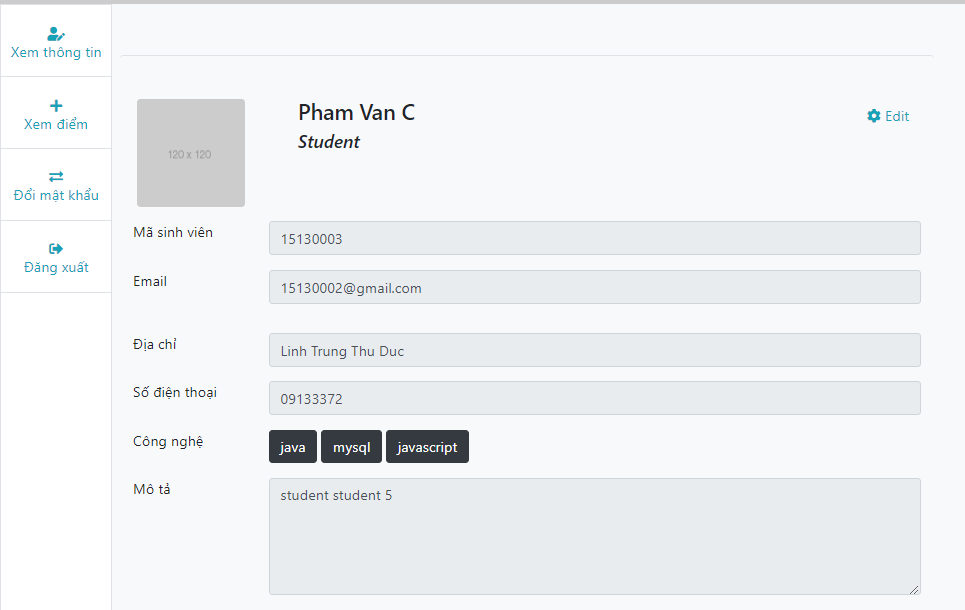 Xem thông tin
Xem điểm
Đổi mật khẩu
Đăng xuất
120 x 120
Pham Van C
Student
Edit
Mã sinh viên
15130003
Email
15130002@gmail.com
Địa chỉ
Linh Trung Thu Duc
Số điện thoại
09133372
Công nghệ
java mysql javascript
Mô tả
student student 5